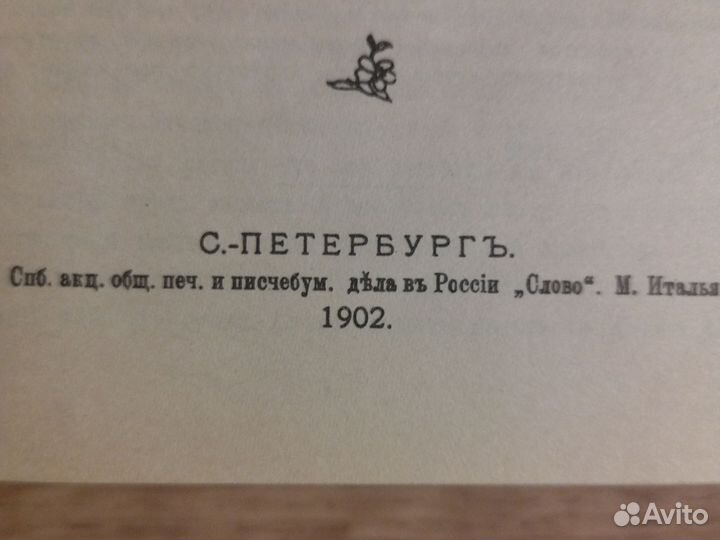 С.-ПЕТЕРБУРГЪ.
Спб. акц. общ. печ. и писчебум. дѣла въ Россіи „Слово“. М. Италья
1902.
Avito